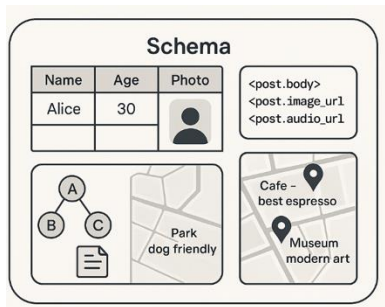 Schema
Name Age Photo
Alice 30
<post.body>
<post.image_url
<post.audio_url
A
B C
Park
dog friendly
Cafe -
best espresso
Museum
modern art